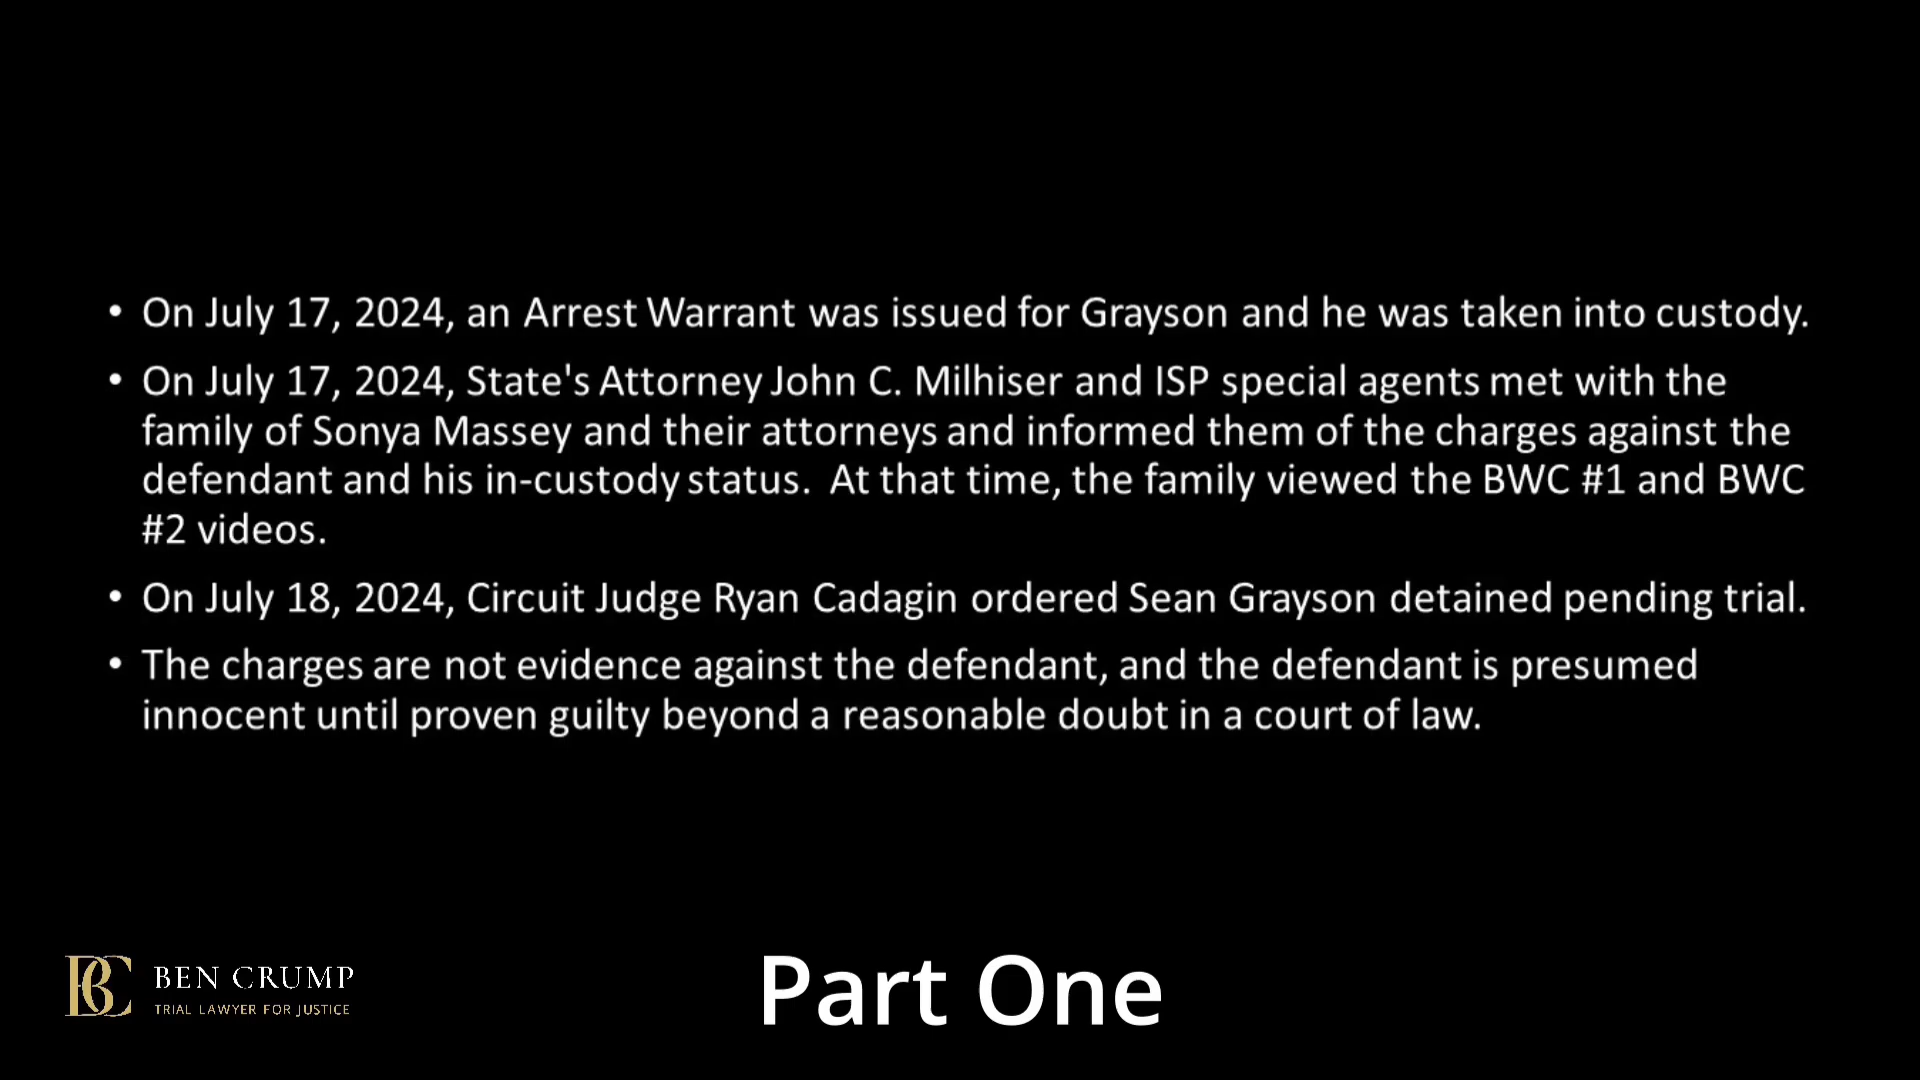 • On July 17, 2024, an Arrest Warrant was issued for Grayson and he was taken into custody.
• On July 17, 2024, State's Attorney John C. Milhiser and ISP special agents met with the
family of Sonya Massey and their attorneys and informed them of the charges against the
defendant and his in-custody status.  At that time, the family viewed the BWC #1 and BWC
#2 videos.
• On July 18, 2024, Circuit Judge Ryan Cadagin ordered Sean Grayson detained pending trial.
• The charges are not evidence against the defendant, and the defendant is presumed
innocent until proven guilty beyond a reasonable doubt in a court of law.
BC BEN CRUMP
TRIAL LAWYER FOR JUSTICE
Part One